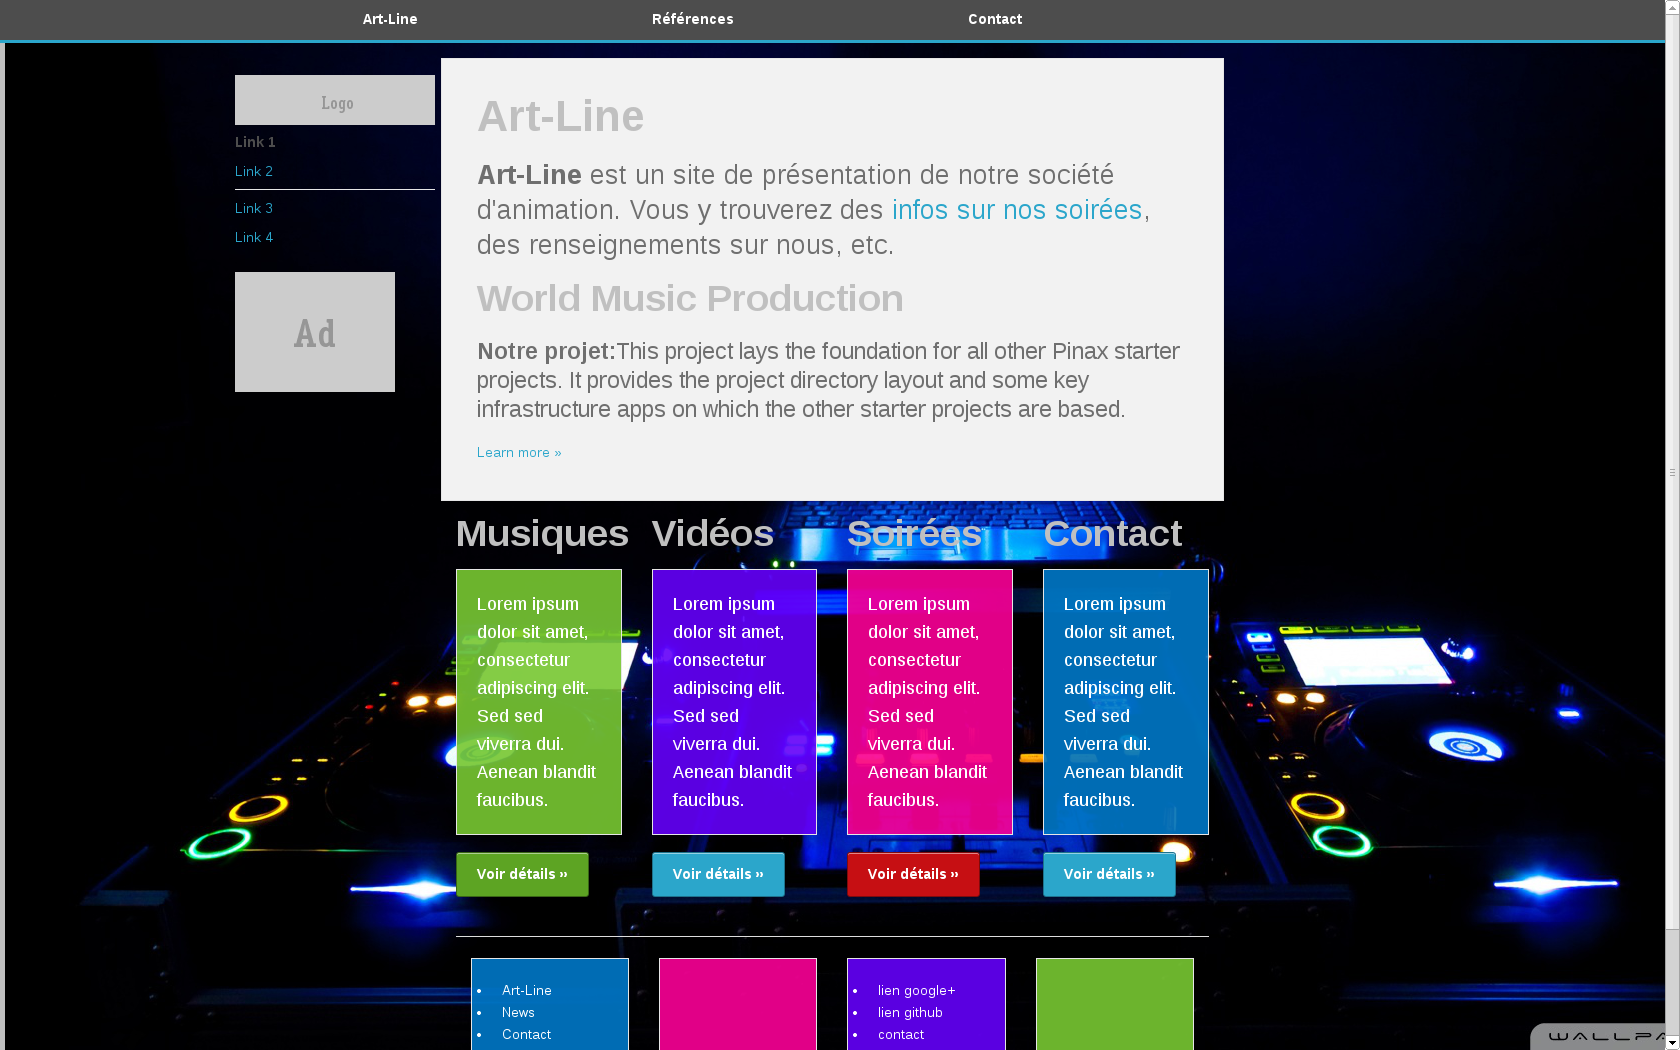 Art-Line
Références
Contact
Logo
Link 1
Link 2
Link 3
Link 4
Ad
Art-Line
Art-Line est un site de présentation de notre société
d'animation. Vous y trouverez des infos sur nos soirées,
des renseignements sur nous, etc.
World Music Production
Notre projet:This project lays the foundation for all other Pinax starter
projects. It provides the project directory layout and some key
infrastructure apps on which the other starter projects are based.
Learn more »
Musiques
Lorem ipsum
dolor sit amet,
consectetur
adipiscing elit.
Sed sed
viverra dui.
Aenean blandit
faucibus.
Voir détails »
Vidéos
Lorem ipsum
dolor sit amet,
consectetur
adipiscing elit.
Sed sed
viverra dui.
Aenean blandit
faucibus.
Voir détails »
Soirées
Lorem ipsum
dolor sit amet,
consectetur
adipiscing elit.
Sed sed
viverra dui.
Aenean blandit
faucibus.
Voir détails »
Contact
Lorem ipsum
dolor sit amet,
consectetur
adipiscing elit.
Sed sed
viverra dui.
Aenean blandit
faucibus.
Voir détails »
Art-Line
News
Contact
lien google+
lien github
contact